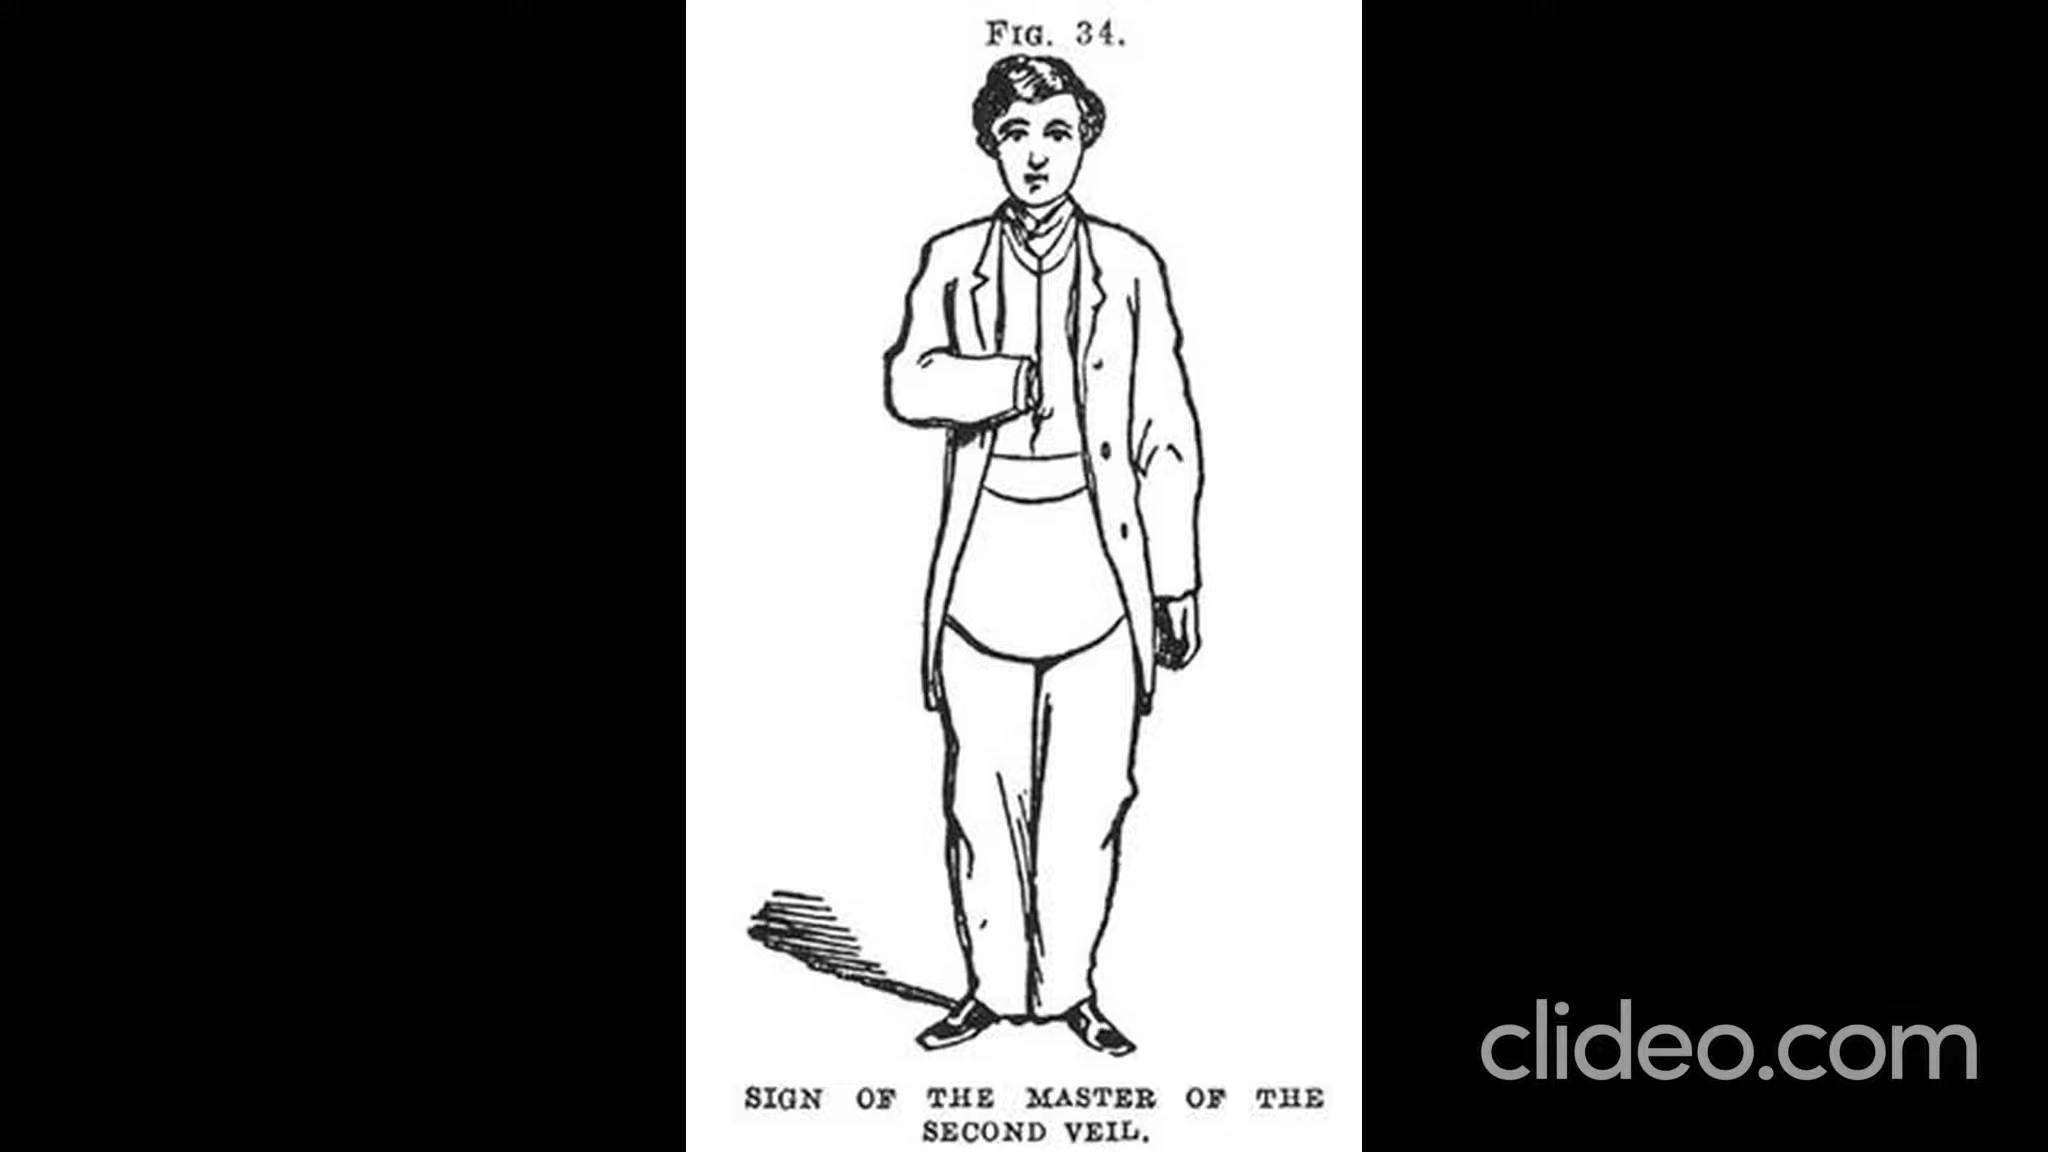 FIG. 34.
SIGN OF THE MASTER OF THE
SECOND VEIL.
clideo.com